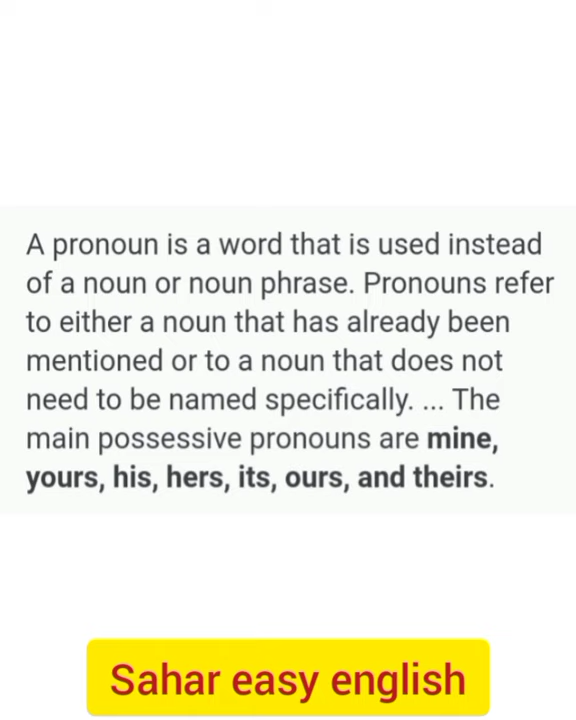 A pronoun is a word that is used instead
of a noun or noun phrase. Pronouns refer
to either a noun that has already been
mentioned or to a noun that does not
need to be named specifically. ... The
main possessive pronouns are mine,
yours, his, hers, its, ours, and theirs.
Sahar easy english